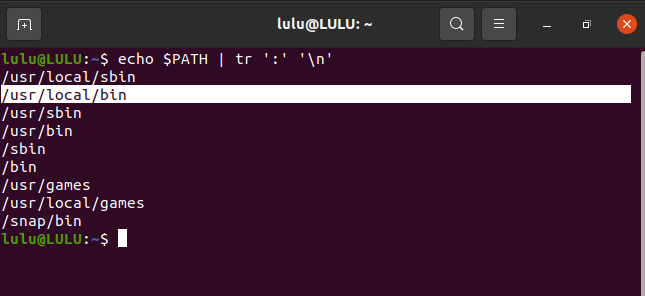 lulu@LULU: ~
lulu@LULU:~$ echo $PATH | tr ':' '\n'
/usr/local/sbin
/usr/local/bin
/usr/sbin
/usr/bin
/sbin
/bin
/usr/games
/usr/local/games
/snap/bin
lulu@LULU:~$